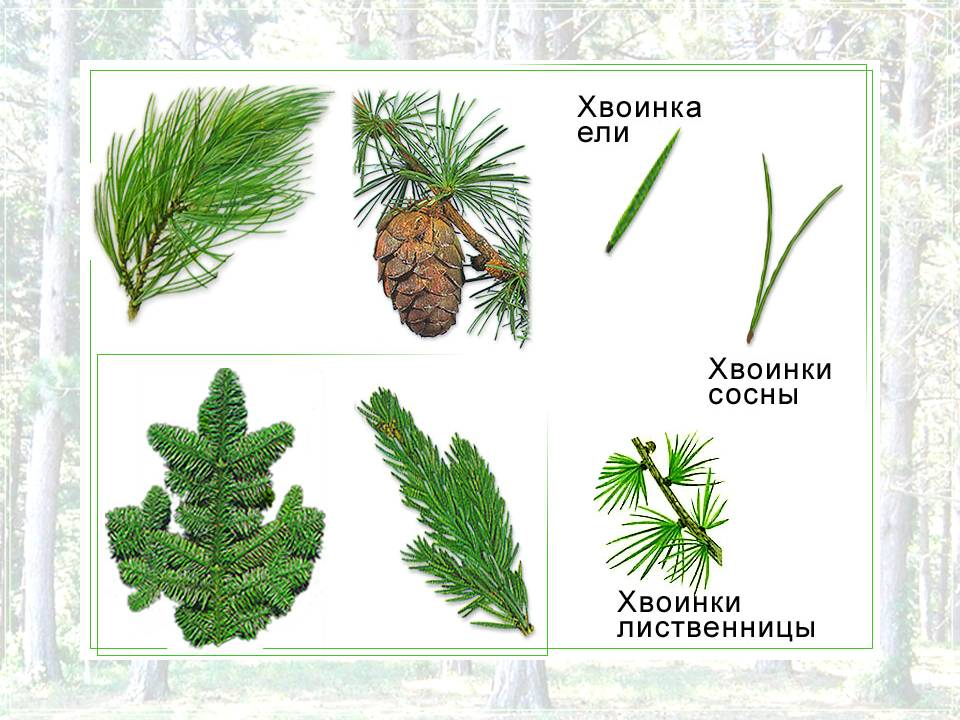 Хвоинка
ели
Хвоинки
сосны
Хвоинки
лиственницы